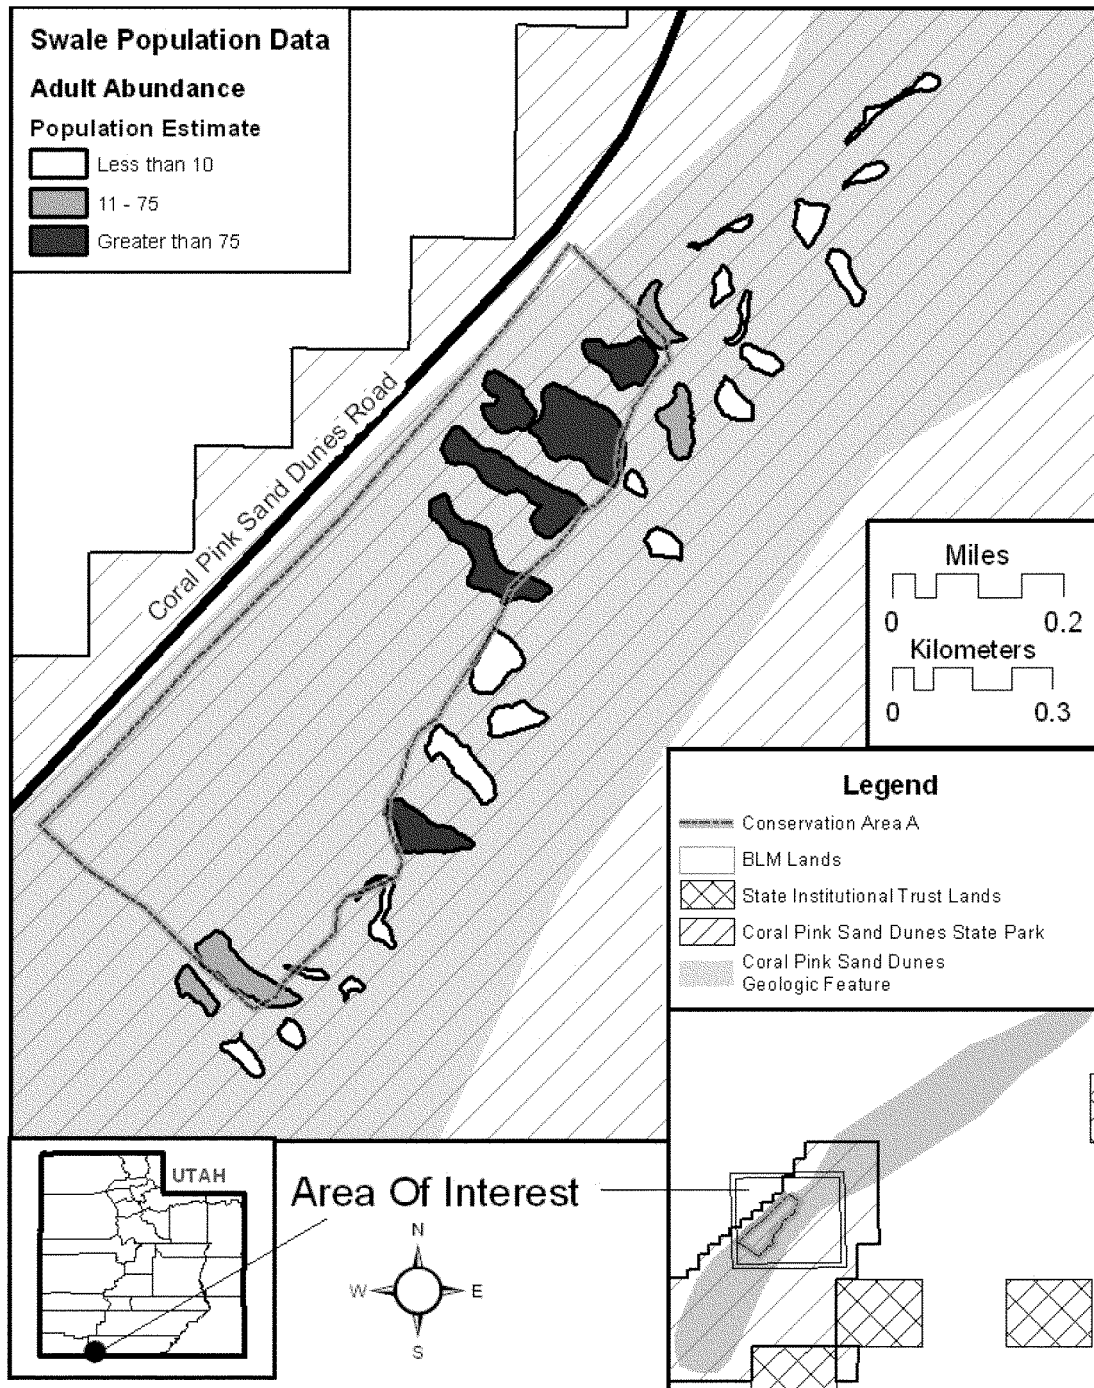 Swale Population Data
Adult Abundance
Population Estimate
Less than 10
11 - 75
Greater than 75
Coral Pink Sand Dunes Road
Miles
0 0.2
Kilometers
0 0.3
Legend
Conservation Area A
BLM Lands
State Institutional Trust Lands
Coral Pink Sand Dunes State Park
Coral Pink Sand Dunes
Geologic Feature
UTAH
Area Of Interest
N
W E
S